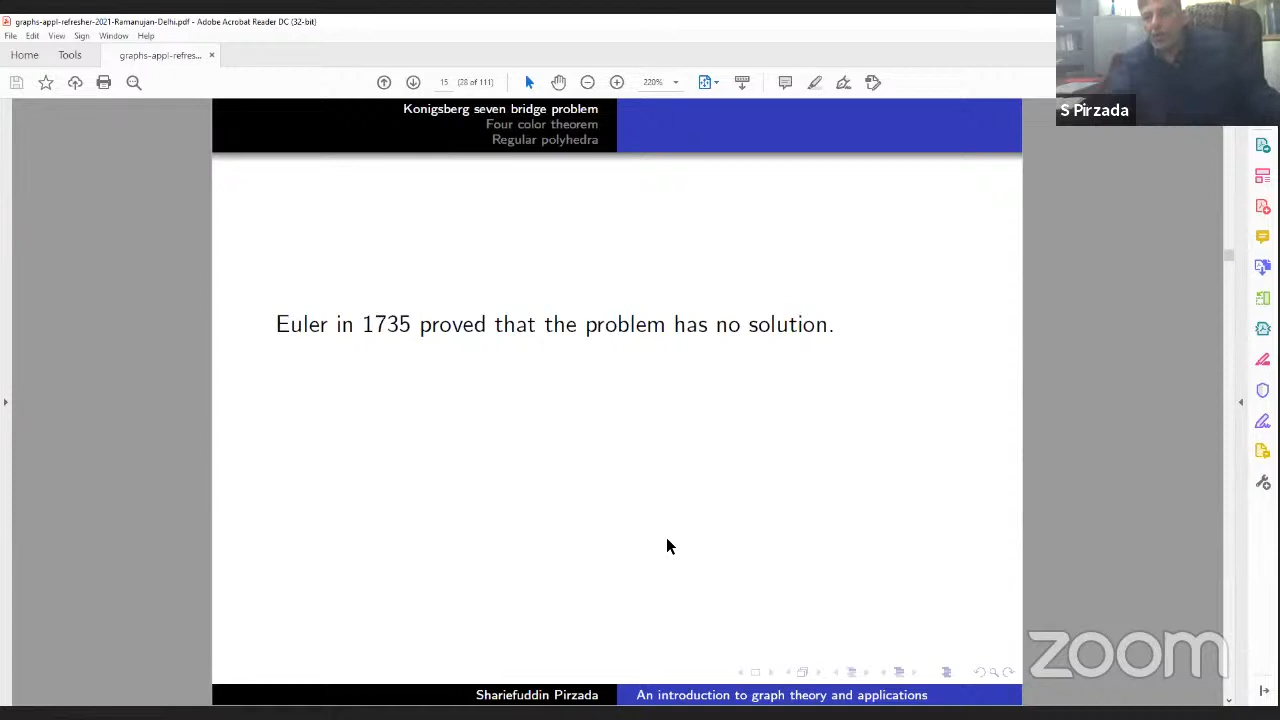 graphs-appl-refresher-2021-Ramanujan-Delhi.pdf - Adobe Acrobat Reader DC (32-bit)
File Edit View Sign Window Help
Home Tools graphs-appl-refres... ×
15 (28 of 111) 220%
S Pirzada
Konigsberg seven bridge problem
Four color theorem
Regular polyhedra
Euler in 1735 proved that the problem has no solution.
zoom
Shariefuddin Pirzada An introduction to graph theory and applications